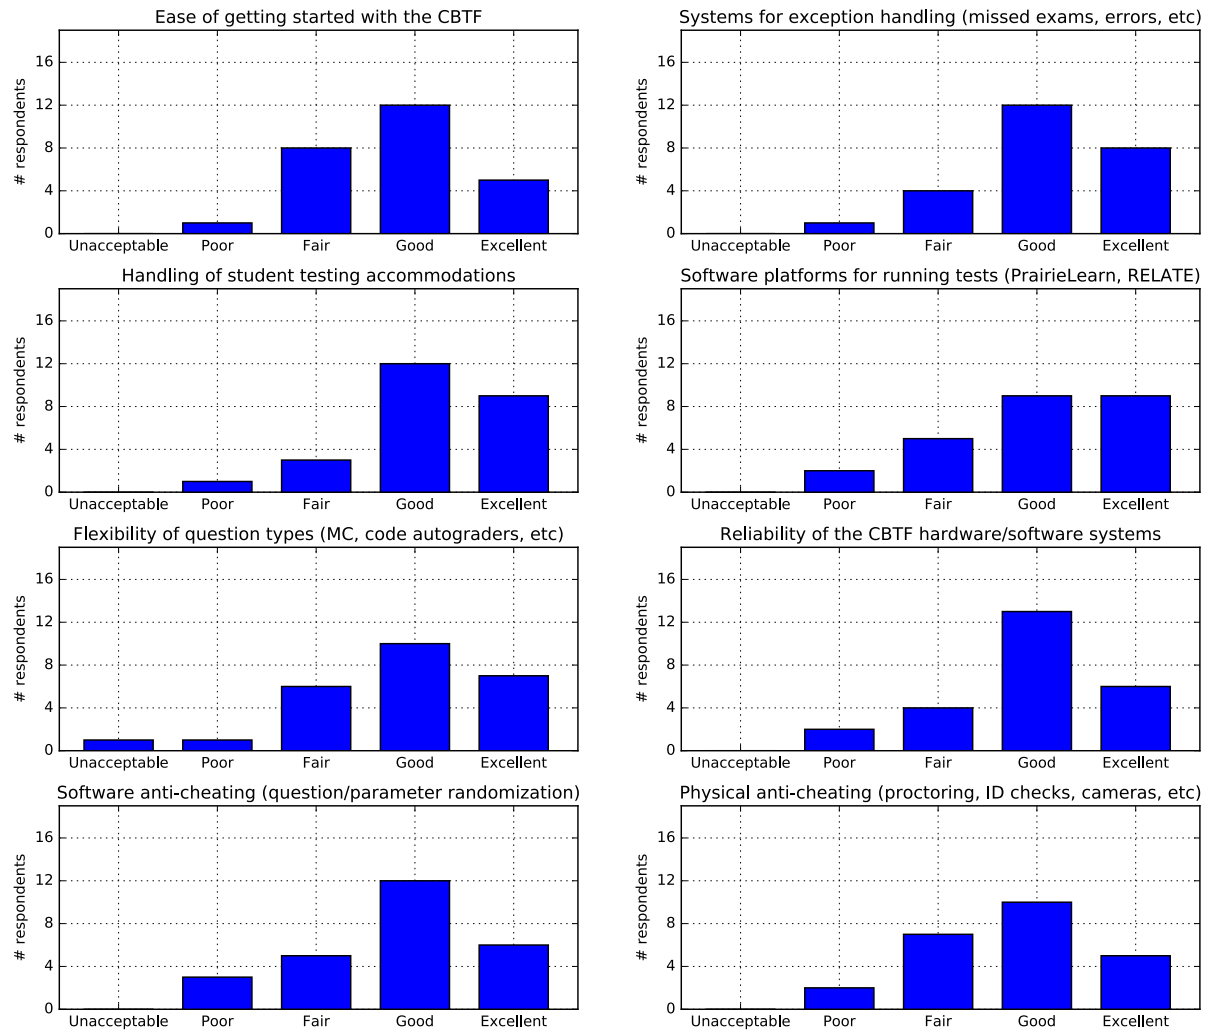 Ease of getting started with the CBTF
# respondents
16
12
8
4
0
Unacceptable Poor Fair Good Excellent
Systems for exception handling (missed exams, errors, etc)
# respondents
16
12
8
4
0
Unacceptable Poor Fair Good Excellent
Handling of student testing accommodations
# respondents
16
12
8
4
0
Unacceptable Poor Fair Good Excellent
Software platforms for running tests (PrairieLearn, RELATE)
# respondents
16
12
8
4
0
Unacceptable Poor Fair Good Excellent
Flexibility of question types (MC, code autograders, etc)
# respondents
16
12
8
4
0
Unacceptable Poor Fair Good Excellent
Reliability of the CBTF hardware/software systems
# respondents
16
12
8
4
0
Unacceptable Poor Fair Good Excellent
Software anti-cheating (question/parameter randomization)
# respondents
16
12
8
4
0
Unacceptable Poor Fair Good Excellent
Physical anti-cheating (proctoring, ID checks, cameras, etc)
# respondents
16
12
8
4
0
Unacceptable Poor Fair Good Excellent